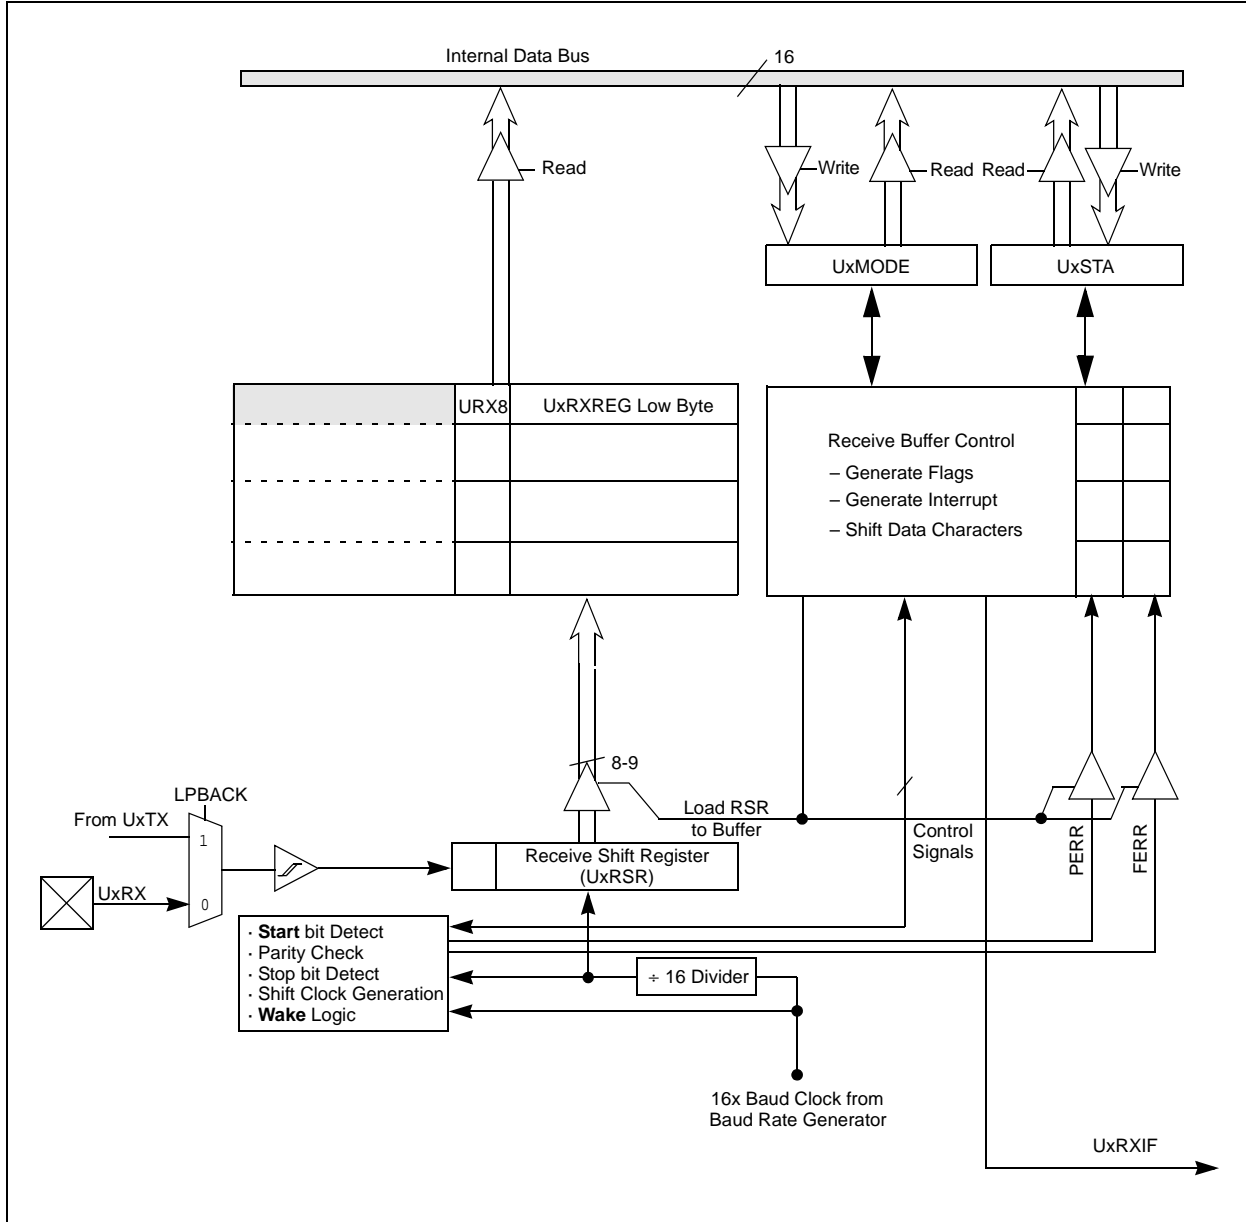 Internal Data Bus
16
Read
Write
Read
Read
Write
UxMODE
UxSTA
URX8
UxRXREG Low Byte
Receive Buffer Control
– Generate Flags
– Generate Interrupt
– Shift Data Characters
8-9
LPBACK
From UxTX
1
Load RSR
to Buffer
Control
Signals
PERR
FERR
Receive Shift Register
(UxRSR)
UxRX
0
· Start bit Detect
· Parity Check
· Stop bit Detect
· Shift Clock Generation
· Wake Logic
÷ 16 Divider
16x Baud Clock from
Baud Rate Generator
UxRXIF